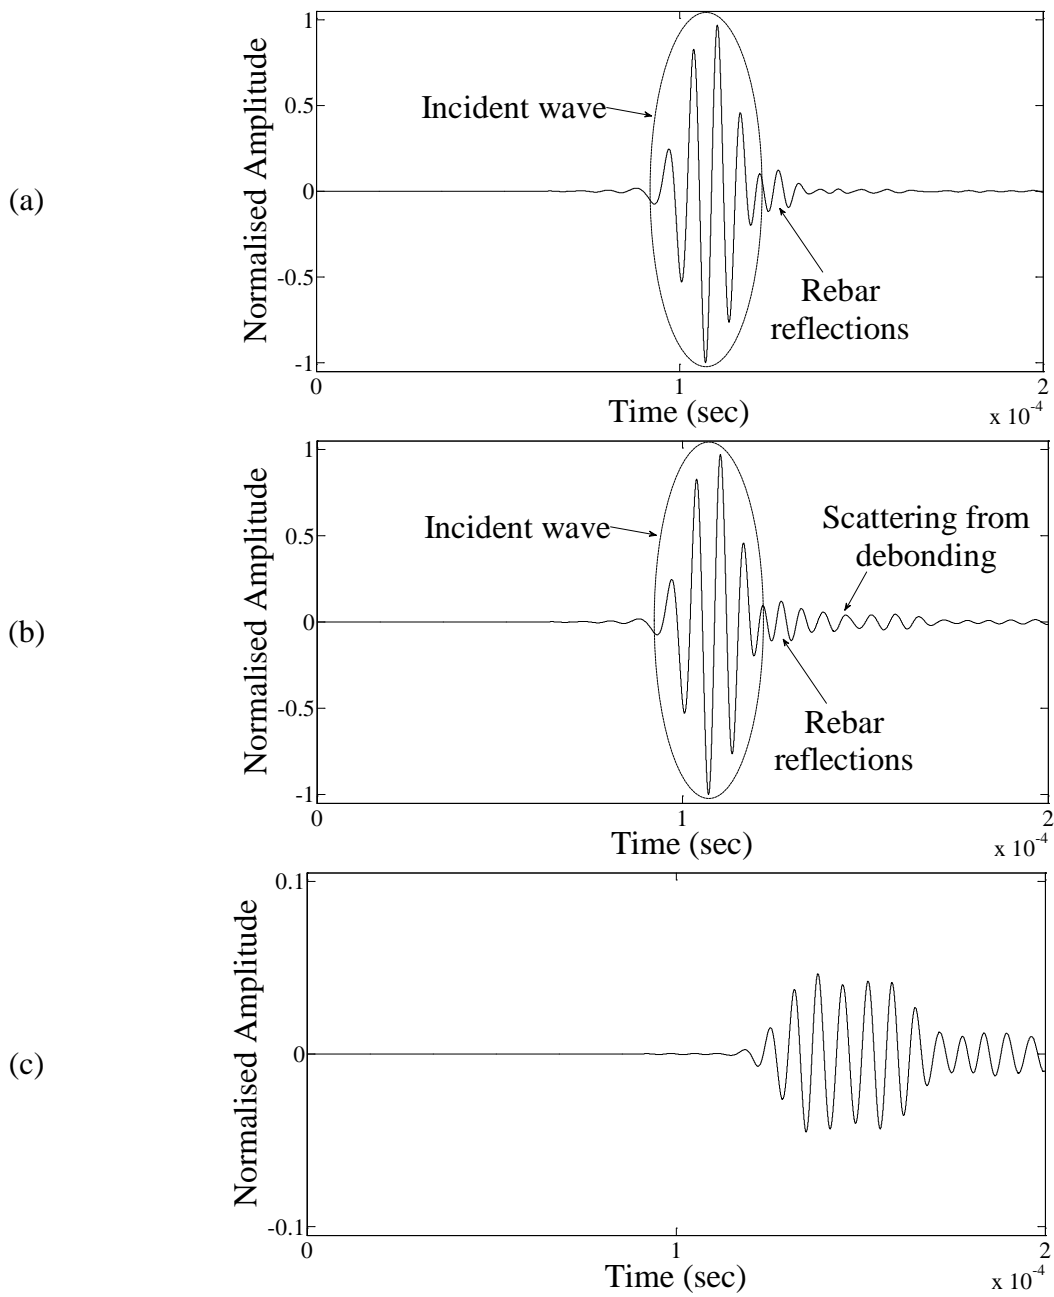 (a)
Normalised Amplitude
1
0.5
0
-0.5
-1
Incident wave
Rebar
reflections
0
1
2
Time (sec)
x 10-4
(b)
Normalised Amplitude
1
0.5
0
-0.5
-1
Incident wave
Scattering from
debonding
Rebar
reflections
0
1
2
Time (sec)
x 10-4
(c)
Normalised Amplitude
0.1
0
-0.1
0
1
2
Time (sec)
x 10-4